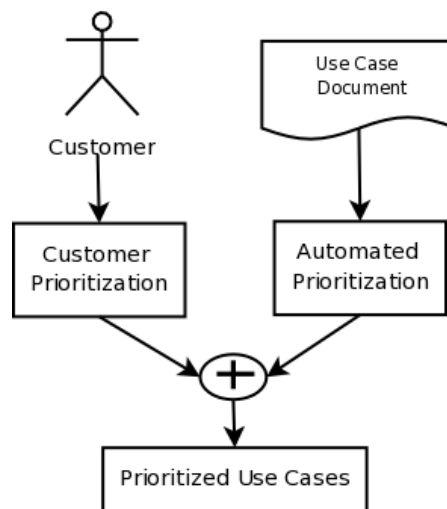 Customer
Use Case
Document
Customer
Prioritization
Automated
Prioritization
+
Prioritized Use Cases